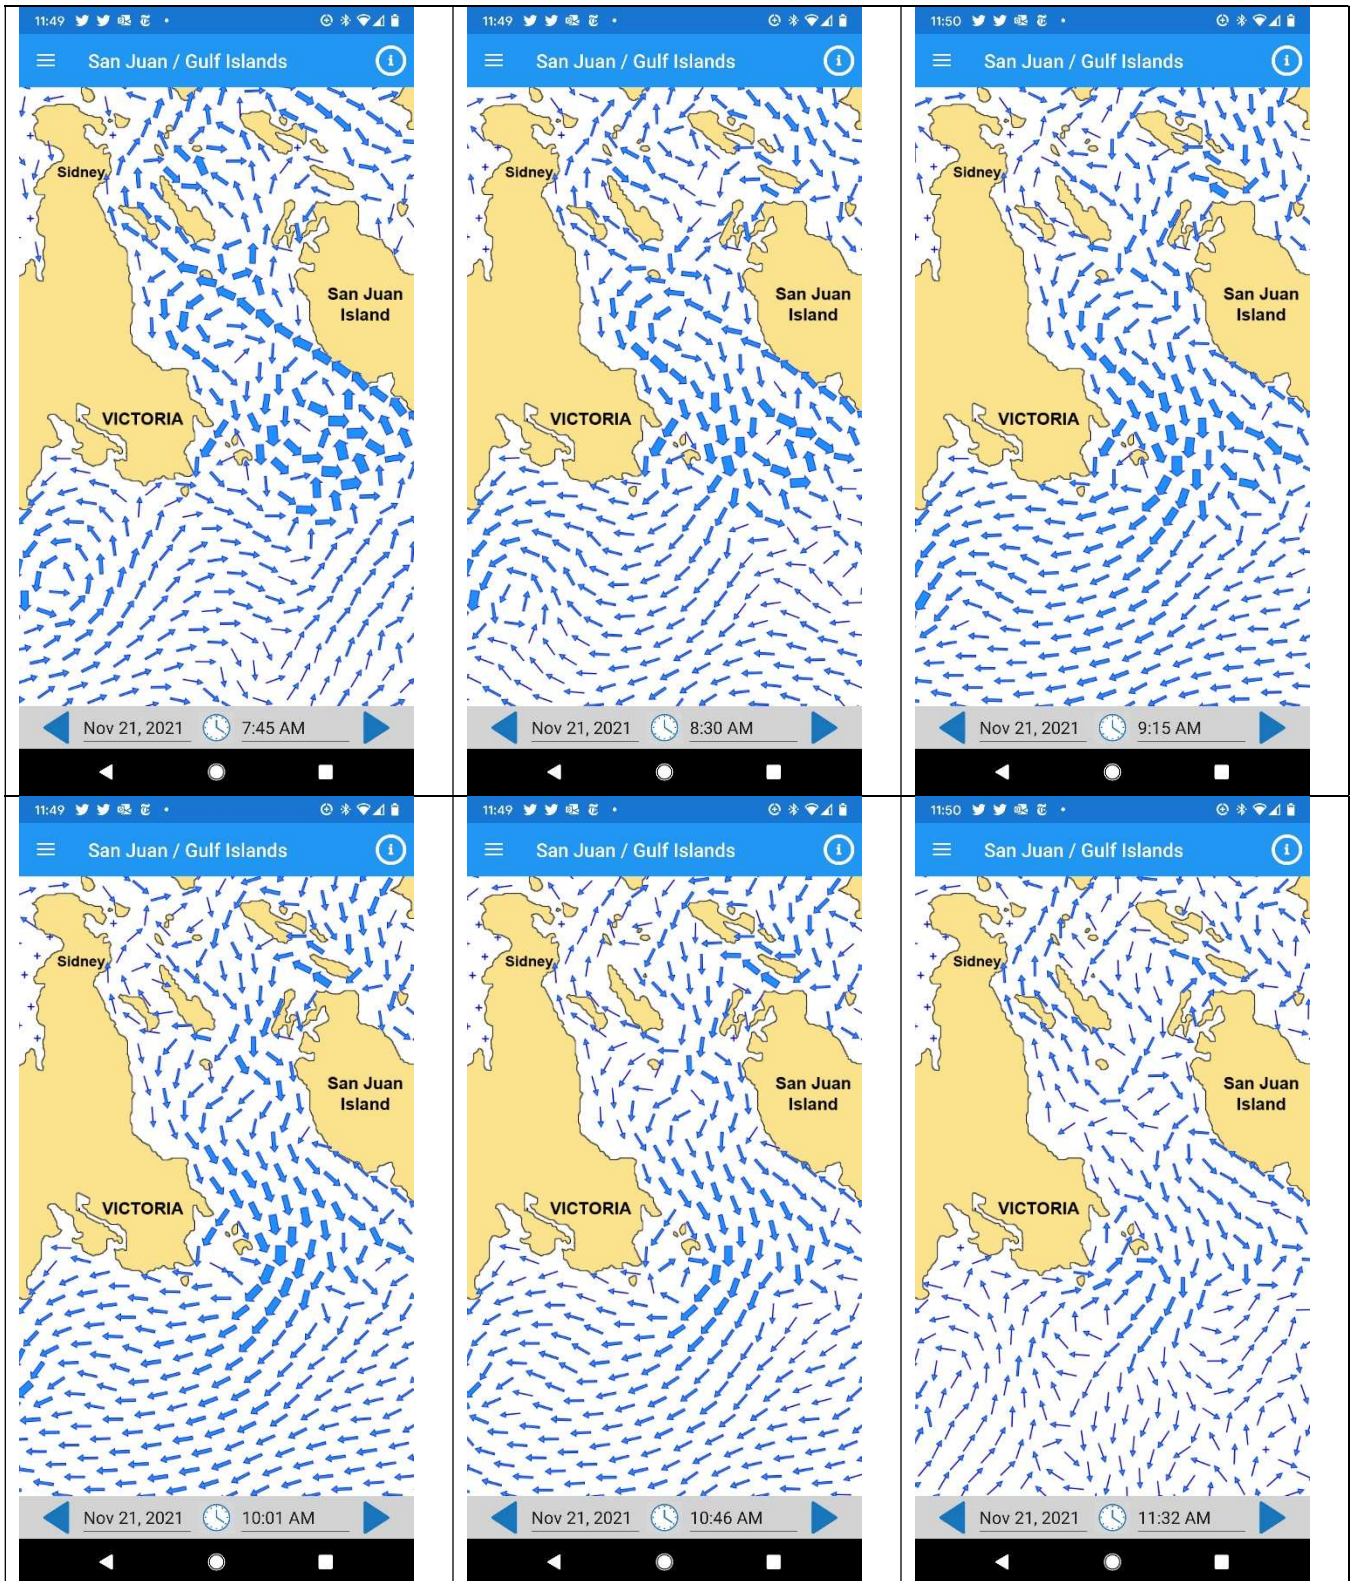 11:49
San Juan / Gulf Islands
Sidney
San Juan
Island
VICTORIA
Nov 21, 2021 7:45 AM
11:49
San Juan / Gulf Islands
Sidney
San Juan
Island
VICTORIA
Nov 21, 2021 8:30 AM
11:50
San Juan / Gulf Islands
Sidney
San Juan
Island
VICTORIA
Nov 21, 2021 9:15 AM
11:49
San Juan / Gulf Islands
Sidney
San Juan
Island
VICTORIA
Nov 21, 2021 10:01 AM
11:49
San Juan / Gulf Islands
Sidney
San Juan
Island
VICTORIA
Nov 21, 2021 10:46 AM
11:50
San Juan / Gulf Islands
Sidney
San Juan
Island
VICTORIA
Nov 21, 2021 11:32 AM